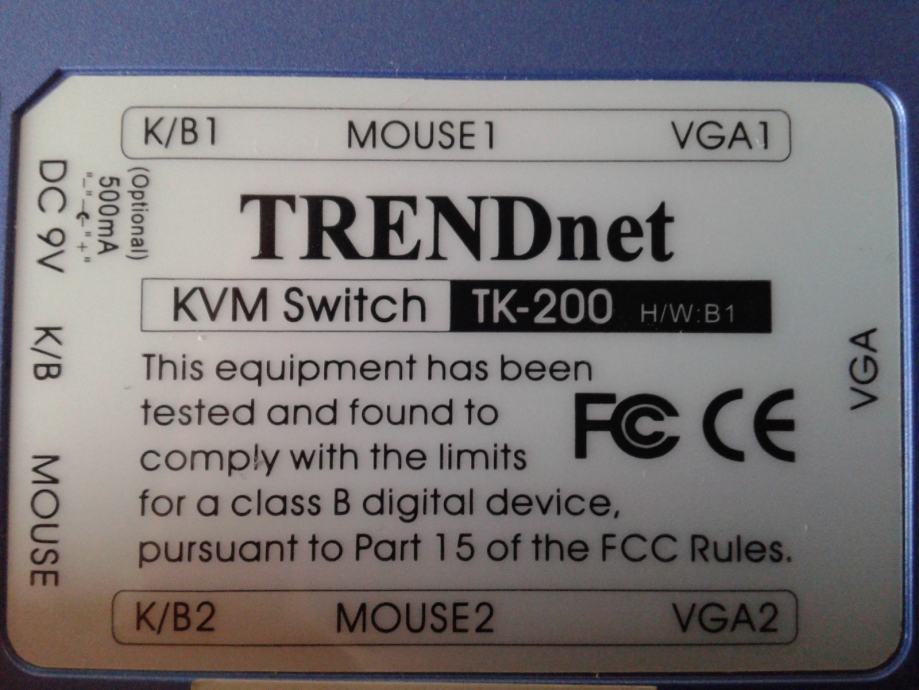 K/B1 MOUSE1 VGA1
DC 9V
"-" "+"
500mA
(Optional)
K/B
MOUSE
TRENDnet
KVM Switch TK-200 H/W:B1
This equipment has been
tested and found to
comply with the limits
for a class B digital device,
pursuant to Part 15 of the FCC Rules.
FC CE
VGA
K/B2 MOUSE2 VGA2